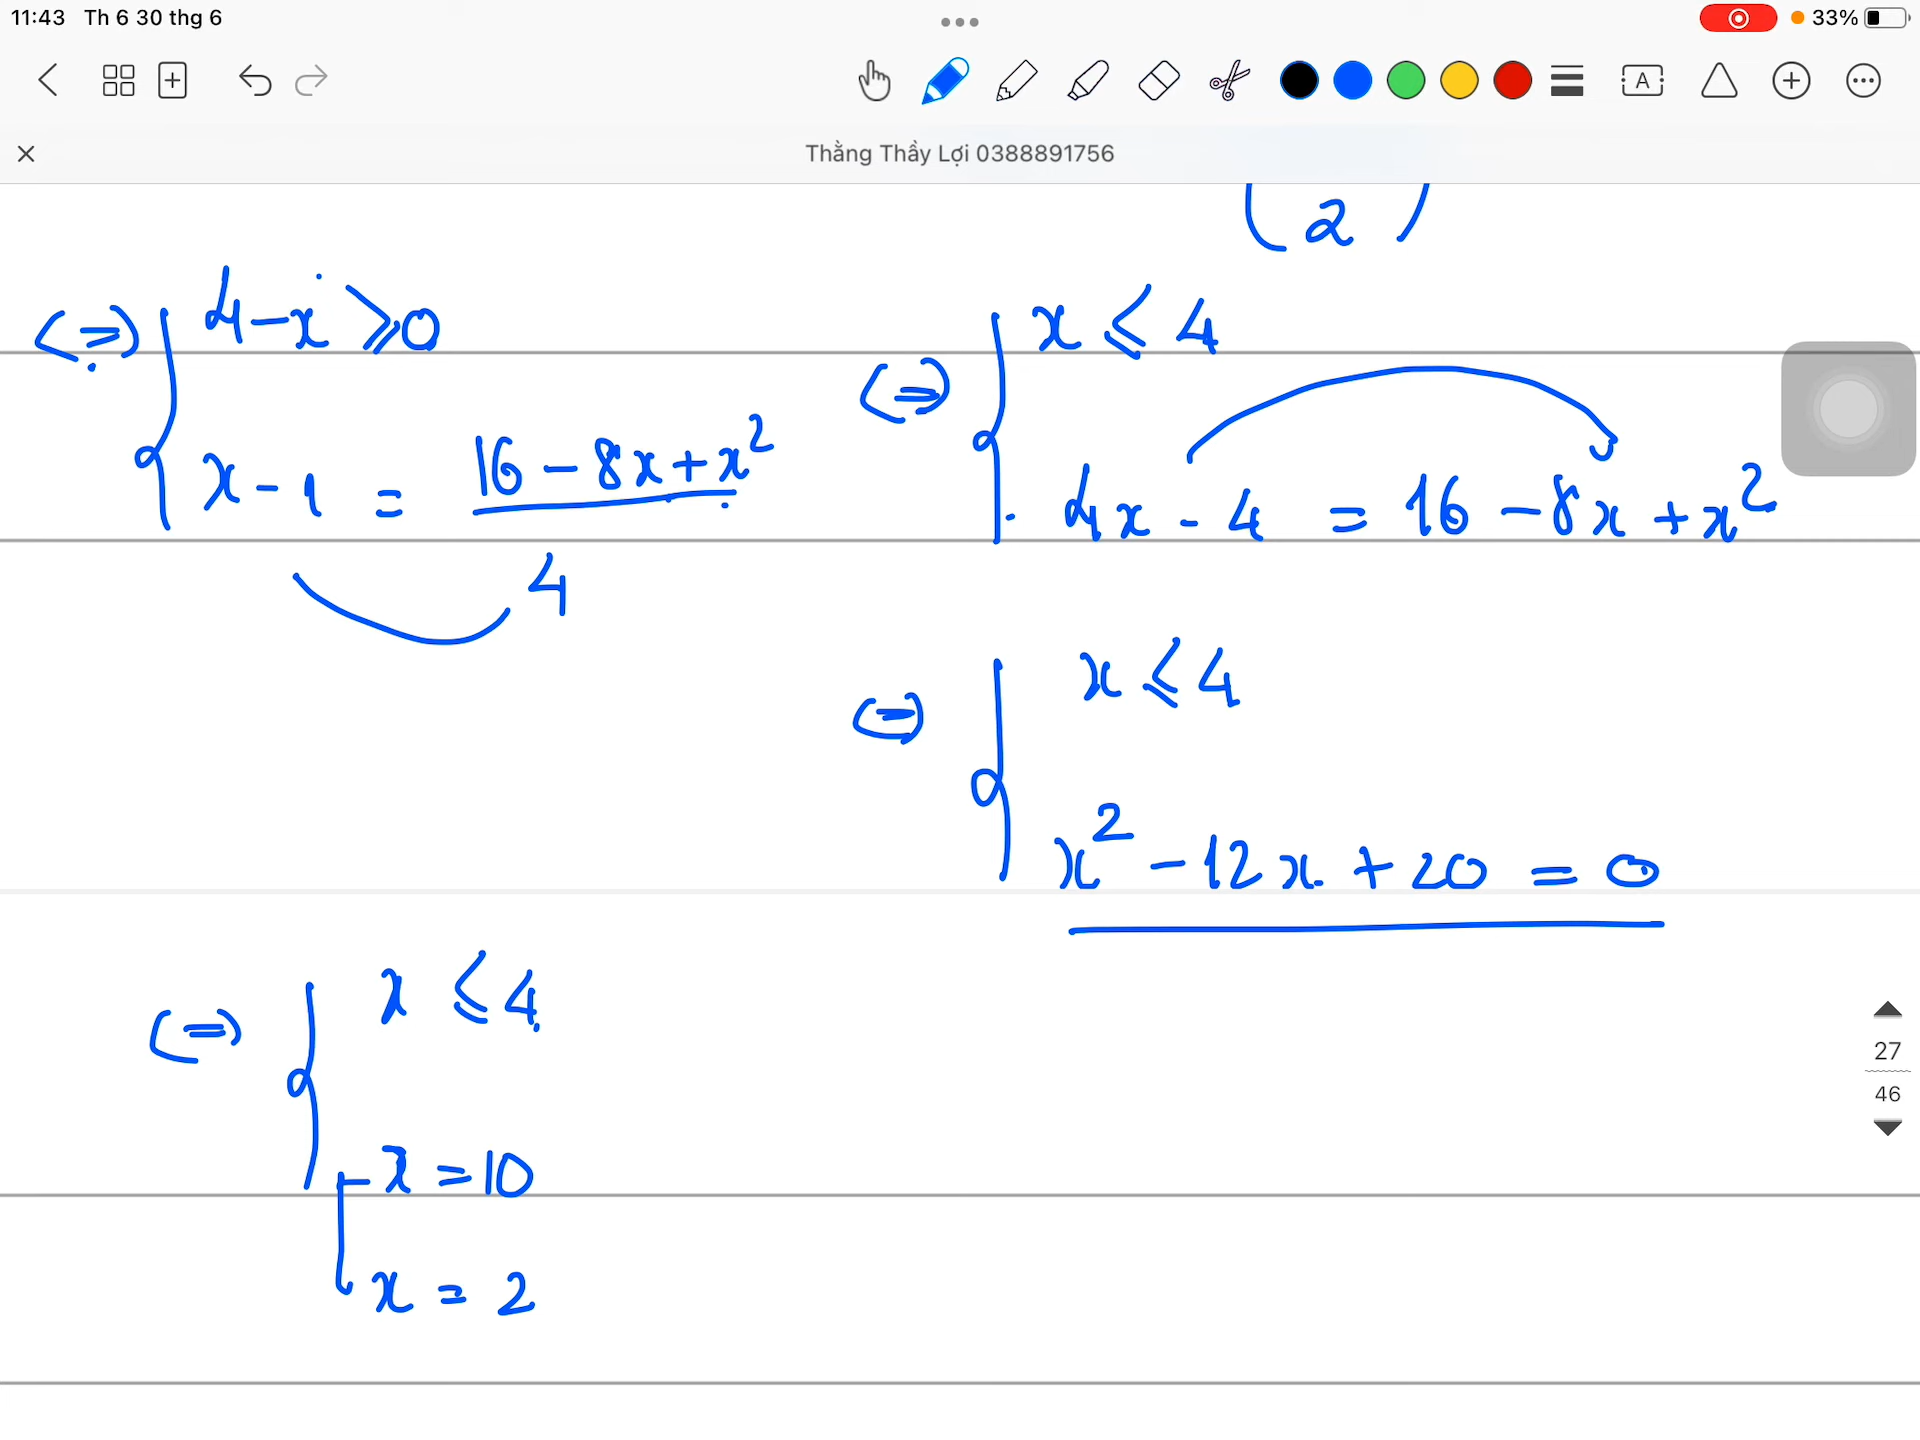 11:43 Th 6 30 thg 6
33%
A
Thằng Thầy Lợi 0388891756
( 2 )
<=> { 4 - x ≥ 0
x - 1 = (16 - 8x + x²) / 4
<=> { x ≤ 4
4x - 4 = 16 - 8x + x²
<=> { x ≤ 4
x² - 12x + 20 = 0
<=> { x ≤ 4
[ x = 10
x = 2
27
46